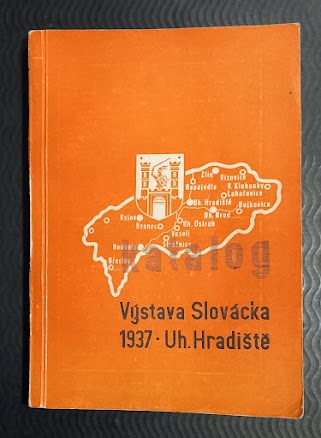 Zlín
Vizovice
Napajedla
V. Klobouky
Luhačovice
Uh. Hradiště
Bojkovice
Uh. Brod
Kyjov
Uh. Ostroh
Bzenec
Veselí
Hodonín
Strážnice
Břeclav
katalog
Výstava Slovácka
1937 · Uh. Hradiště